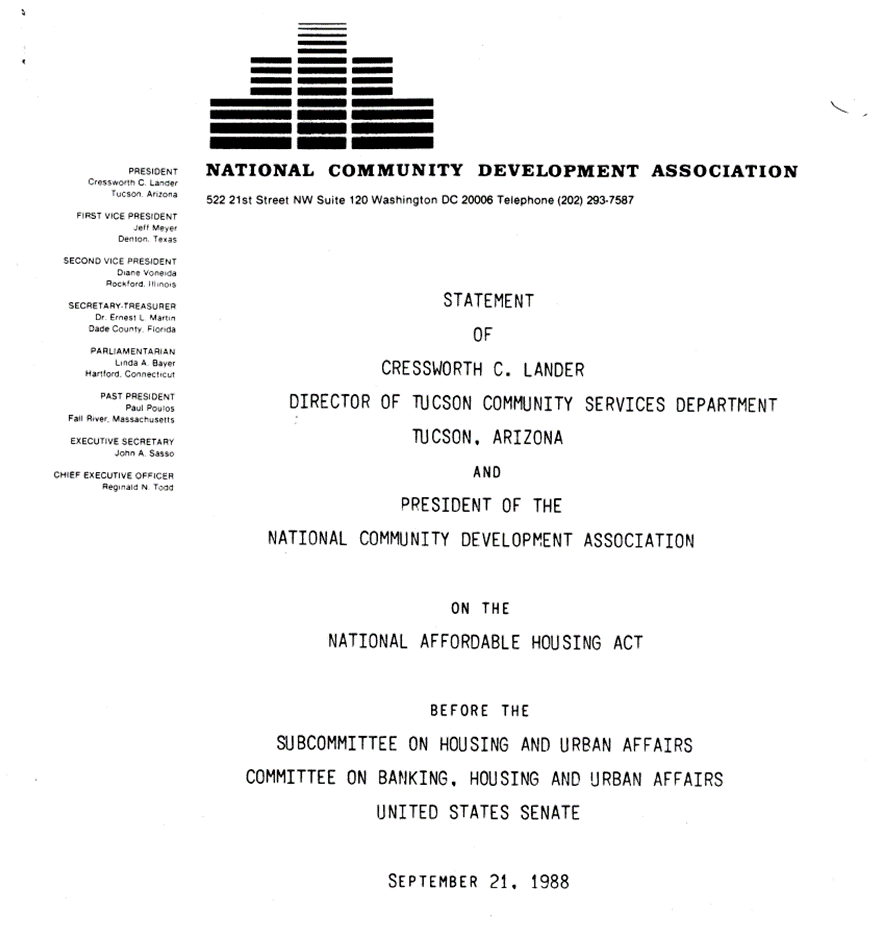 NATIONAL COMMUNITY DEVELOPMENT ASSOCIATION
522 21st Street NW Suite 120 Washington DC 20006 Telephone (202) 293-7587
PRESIDENT
Cressworth C. Lander
Tucson, Arizona
FIRST VICE PRESIDENT
Jeff Meyer
Denton, Texas
SECOND VICE PRESIDENT
Diane Voneida
Rockford, Illinois
SECRETARY-TREASURER
Dr. Ernest L. Martin
Dade County, Florida
PARLIAMENTARIAN
Linda A. Bayer
Hartford, Connecticut
PAST PRESIDENT
Paul Poulos
Fall River, Massachusetts
EXECUTIVE SECRETARY
John A. Sasso
CHIEF EXECUTIVE OFFICER
Reginald N. Todd
STATEMENT
OF
CRESSWORTH C. LANDER
DIRECTOR OF TUCSON COMMUNITY SERVICES DEPARTMENT
TUCSON, ARIZONA
AND
PRESIDENT OF THE
NATIONAL COMMUNITY DEVELOPMENT ASSOCIATION
ON THE
NATIONAL AFFORDABLE HOUSING ACT
BEFORE THE
SUBCOMMITTEE ON HOUSING AND URBAN AFFAIRS
COMMITTEE ON BANKING, HOUSING AND URBAN AFFAIRS
UNITED STATES SENATE
SEPTEMBER 21, 1988